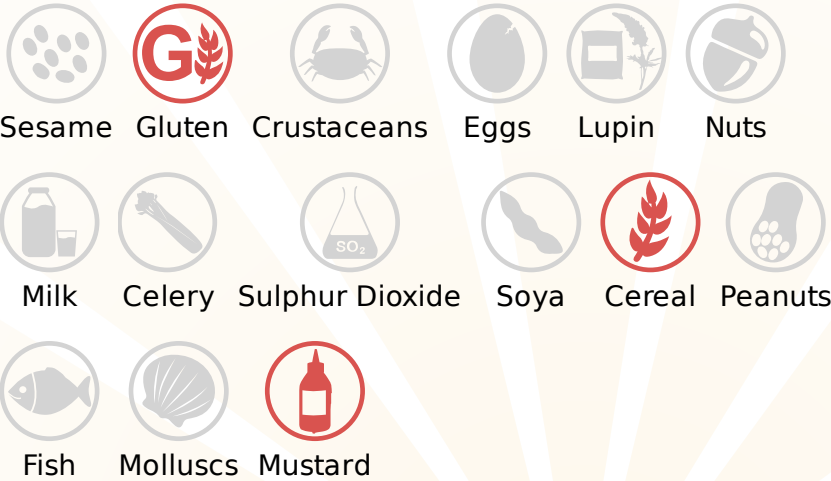 G
Sesame Gluten Crustaceans Eggs Lupin Nuts
SO₂
Milk Celery Sulphur Dioxide Soya Cereal Peanuts
Fish Molluscs Mustard